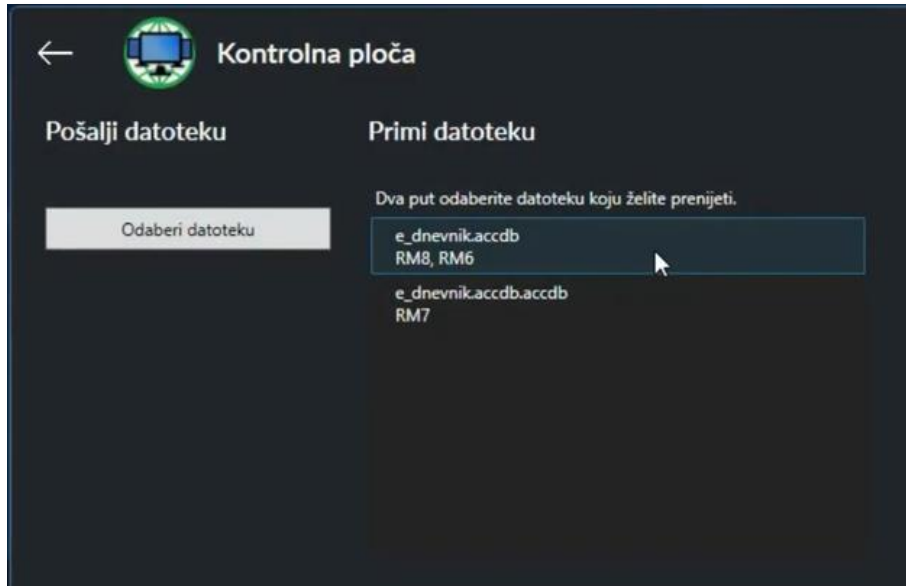 Kontrolna ploča
Pošalji datoteku
Odaberi datoteku
Primi datoteku
Dva put odaberite datoteku koju želite prenijeti.
e_dnevnik.accdb
RM8, RM6
e_dnevnik.accdb.accdb
RM7